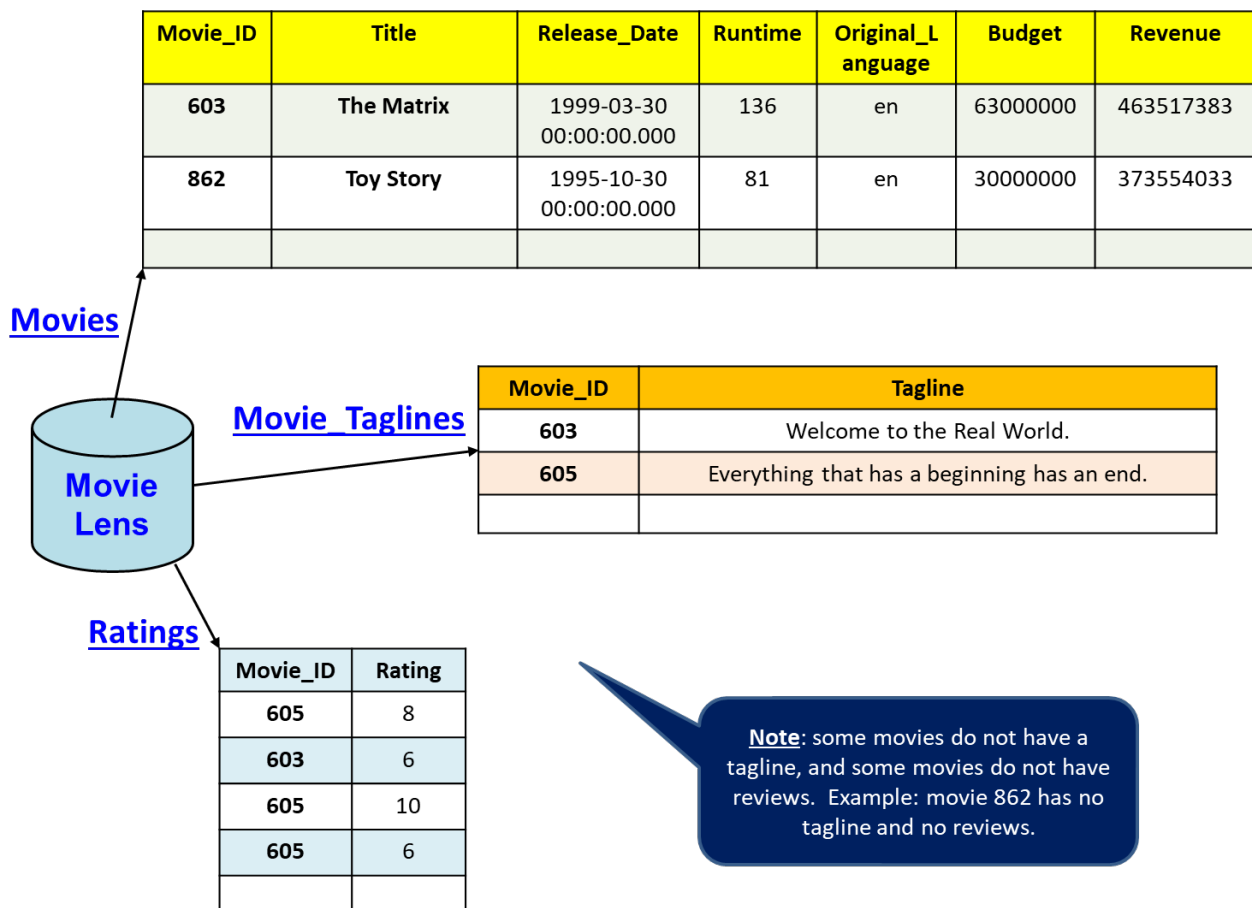 Movie_ID Title Release_Date Runtime Original_L Budget Revenue
anguage
603 The Matrix 1999-03-30 136 en 63000000 463517383
00:00:00.000
862 Toy Story 1995-10-30 81 en 30000000 373554033
00:00:00.000
Movies
Movie_Taglines
Movie
Lens
Movie_ID Tagline
603 Welcome to the Real World.
605 Everything that has a beginning has an end.
Ratings
Movie_ID Rating
605 8
603 6
605 10
605 6
Note: some movies do not have a
tagline, and some movies do not have
reviews. Example: movie 862 has no
tagline and no reviews.